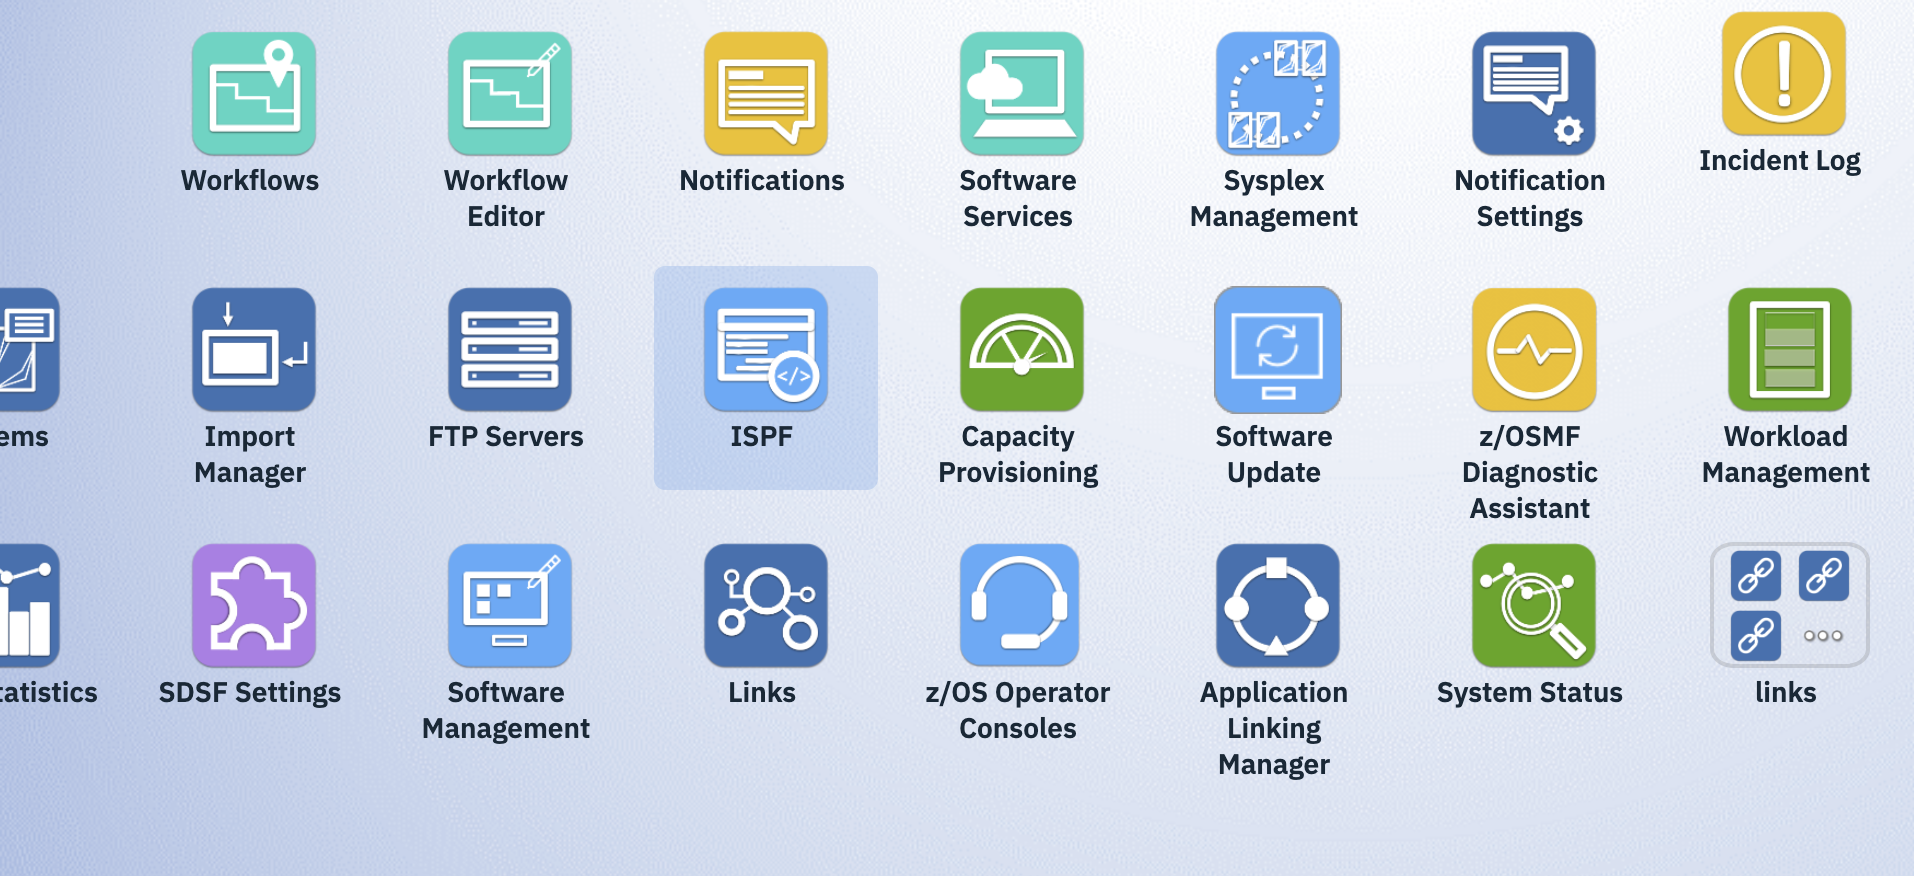 Workflows
Workflow
Editor
Notifications
Software
Services
Sysplex
Management
Notification
Settings
Incident Log
ems
Import
Manager
FTP Servers
</>
ISPF
Capacity
Provisioning
Software
Update
z/OSMF
Diagnostic
Assistant
Workload
Management
tatistics
SDSF Settings
Software
Management
Links
z/OS Operator
Consoles
Application
Linking
Manager
System Status
links